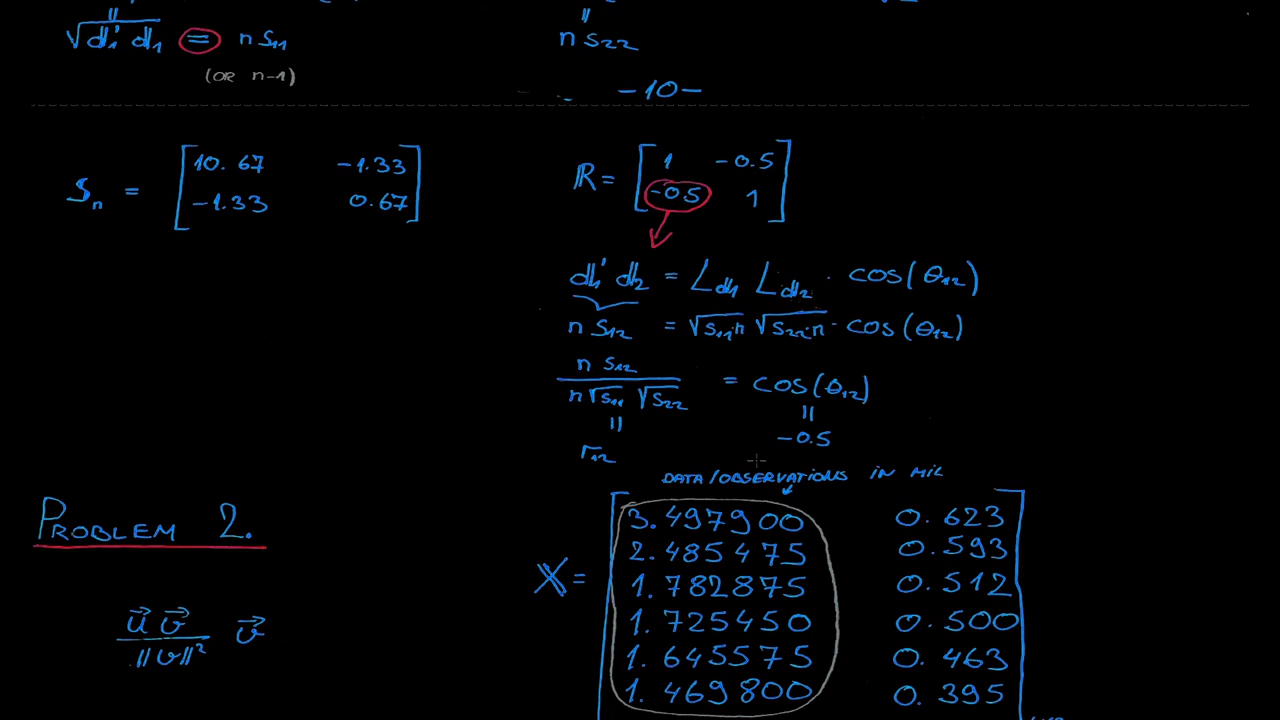 √d₁' d₁ = n s₁₁
(OR n-1)
n s₂₂
-10-
Sₙ = [10.67 -1.33
-1.33 0.67]
R = [1 -0.5
-0.5 1]
d₁' d₂ = L_d₁ L_d₂ · cos(θ₁₂)
n s₁₂ = √s₁₁·n √s₂₂·n · cos(θ₁₂)
n s₁₂ / n√s₁₁ √s₂₂ = cos(θ₁₂)
= r₁₂
= -0.5
DATA/OBSERVATIONS IN MIL
PROBLEM 2.
X = [3.497900 0.623
2.485475 0.593
1.782875 0.512
1.725450 0.500
1.645575 0.463
1.469800 0.395
u⃗ v⃗ / ||v||² v⃗